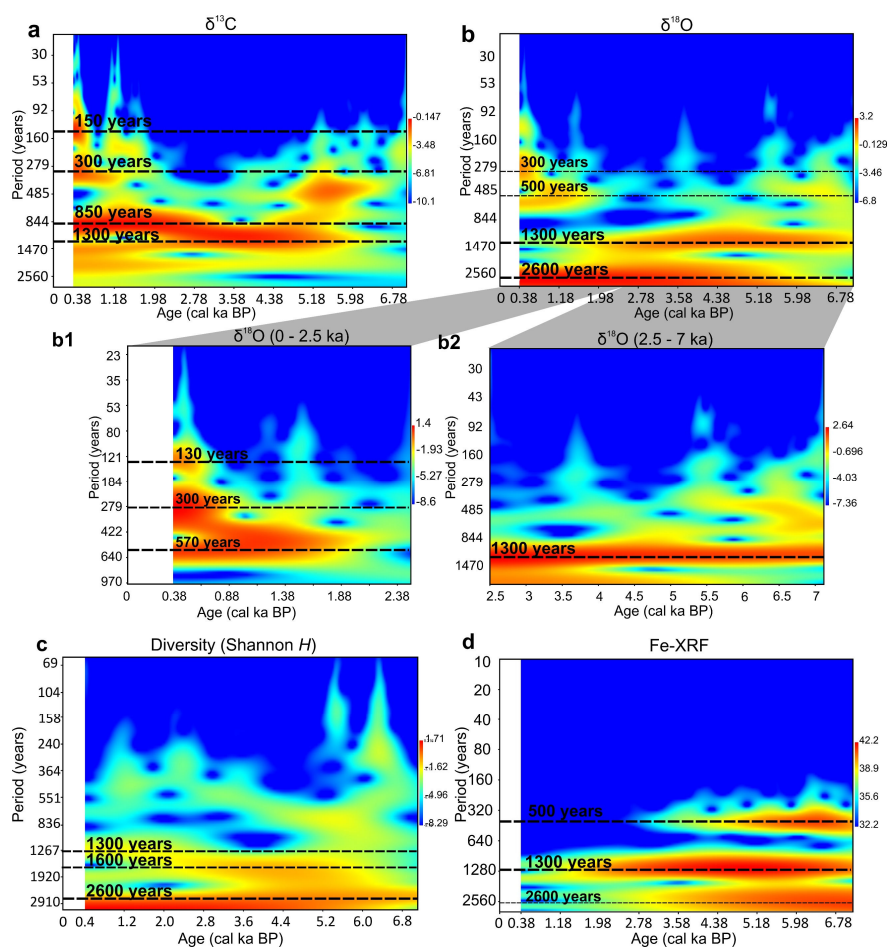 a
δ13C
Period (years)
30
53
92
160
279
485
844
1470
2560
150 years
300 years
850 years
1300 years
-0.147
-3.48
-6.81
-10.1
0 0.38 1.18 1.98 2.78 3.58 4.38 5.18 5.98 6.78
Age (cal ka BP)
b
δ18O
Period (years)
30
53
92
160
279
485
844
1470
2560
300 years
500 years
1300 years
2600 years
3.2
-0.129
-3.46
-6.8
0 0.38 1.18 1.98 2.78 3.58 4.38 5.18 5.98 6.78
Age (cal ka BP)
b1
δ18O (0 - 2.5 ka)
Period (years)
23
35
53
80
121
184
279
422
640
970
130 years
300 years
570 years
1.4
-1.93
-5.27
-8.6
0 0.38 0.88 1.38 1.88 2.38
Age (cal ka BP)
b2
δ18O (2.5 - 7 ka)
Period (years)
30
43
92
160
279
485
844
1470
1300 years
2.64
-0.696
-4.03
-7.36
2.5 3 3.5 4 4.5 5 5.5 6 6.5 7
Age (cal ka BP)
c
Diversity (Shannon H)
Period (years)
69
104
158
240
364
551
836
1267
1920
2910
1300 years
1600 years
2600 years
1.71
-1.62
-4.96
-8.29
0 0.4 1.2 2.0 2.8 3.6 4.4 5.2 6.0 6.8
Age (cal ka BP)
d
Fe-XRF
Period (years)
10
20
40
80
160
320
640
1280
2560
500 years
1300 years
2600 years
42.2
38.9
35.6
32.2
0 0.38 1.18 1.98 2.78 3.58 4.38 5.18 5.98 6.78
Age (cal ka BP)